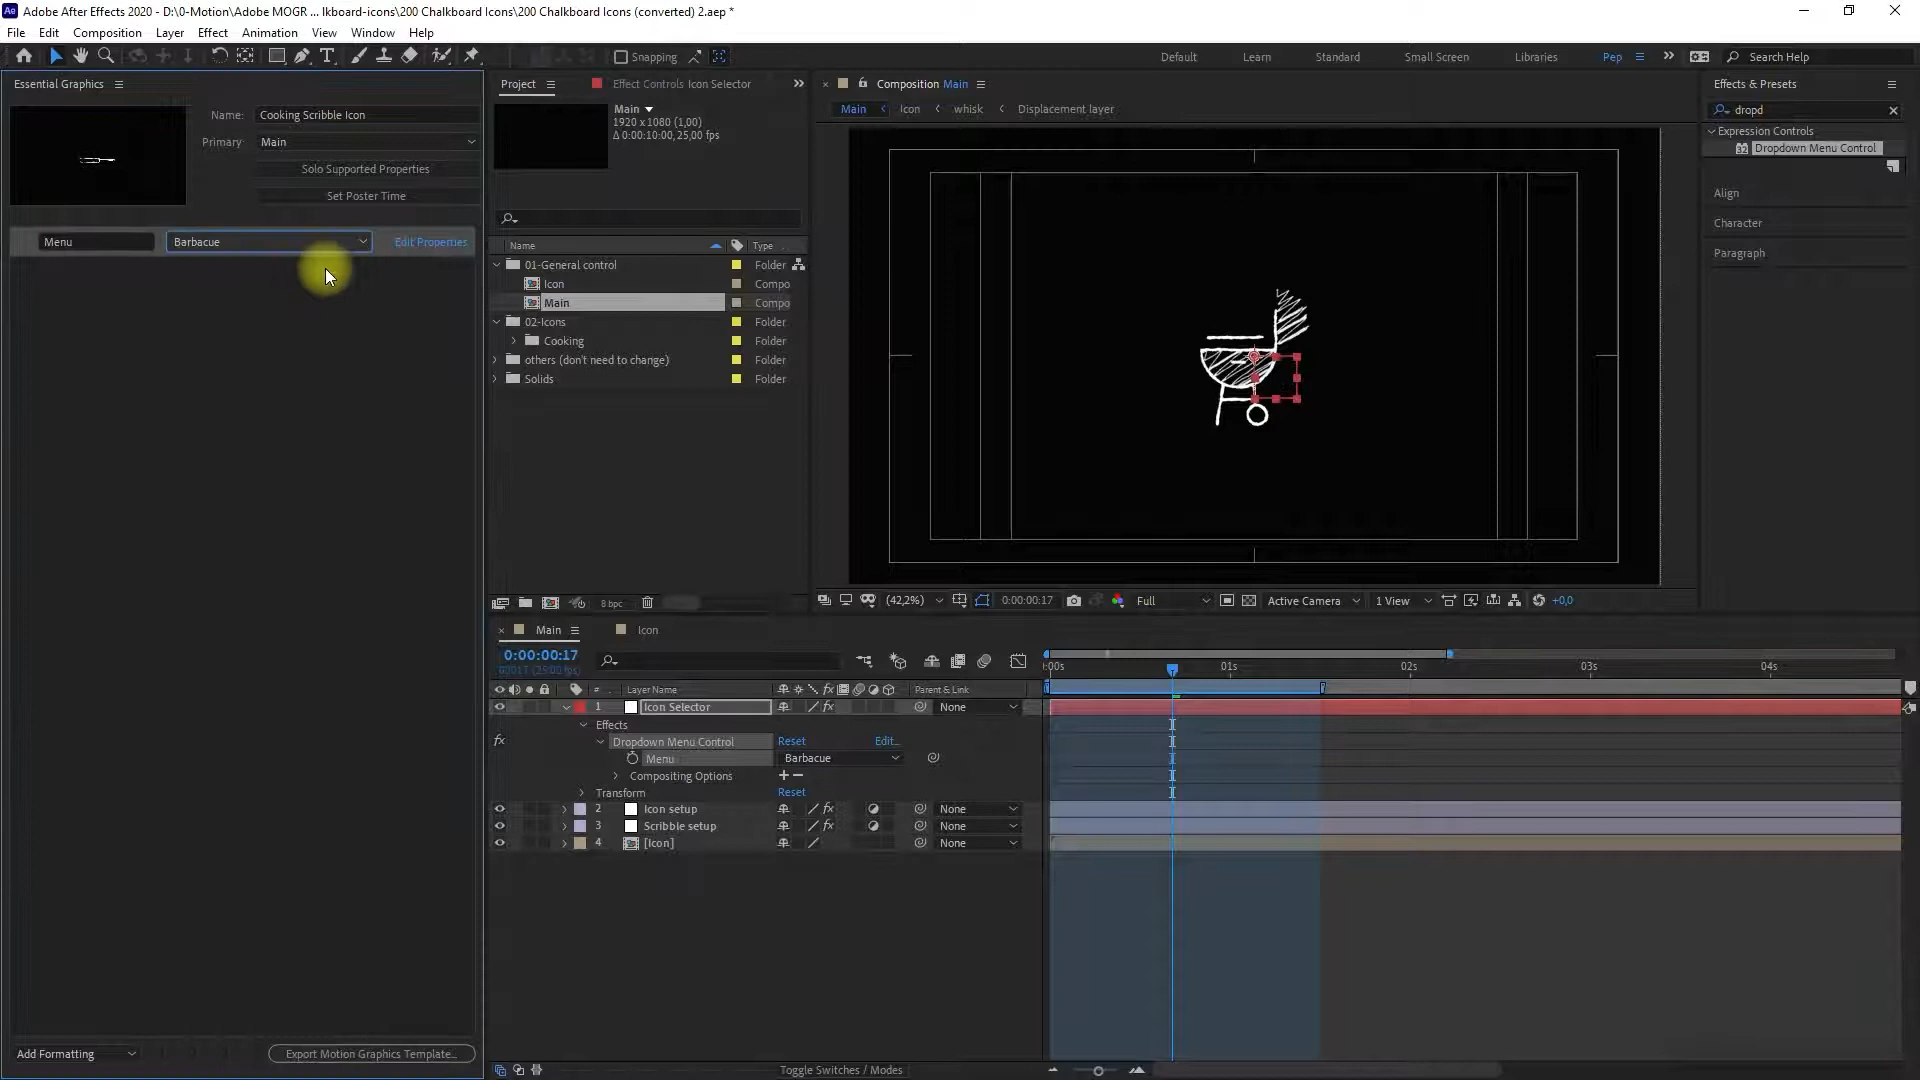 Adobe After Effects 2020 - D:\0-Motion\Adobe MOGR ... lkboard-icons\200 Chalkboard Icons\200 Chalkboard Icons (converted) 2.aep *
File Edit Composition Layer Effect Animation View Window Help
Snapping Default Learn Standard Small Screen Libraries Pep Search Help
Essential Graphics
Name: Cooking Scribble Icon
Primary: Main
Solo Supported Properties
Set Poster Time
Menu Barbacue Edit Properties
Add Formatting Export Motion Graphics Template...
Project Effect Controls Icon Selector
Main
1920 x 1080 (1,00)
Δ 0:00:10:00, 25,00 fps
Name Type
01-General control Folder
Icon Compo
Main Compo
02-Icons Folder
Cooking Folder
others (don't need to change) Folder
Solids Folder
8 bpc
Composition Main
Main Icon whisk Displacement layer
(42,2%) 0:00:00:17 Full Active Camera 1 View +0,0
Effects & Presets
dropd
Expression Controls
32 Dropdown Menu Control
Align
Character
Paragraph
Main Icon
0:00:00:17
00017 (25.00 fps)
:00s 01s 02s 03s 04s
# Layer Name Parent & Link
1 Icon Selector None
Effects
fx Dropdown Menu Control Reset Edit...
Menu Barbacue
Compositing Options
Transform Reset
2 Icon setup None
3 Scribble setup None
4 [Icon] None
Toggle Switches / Modes